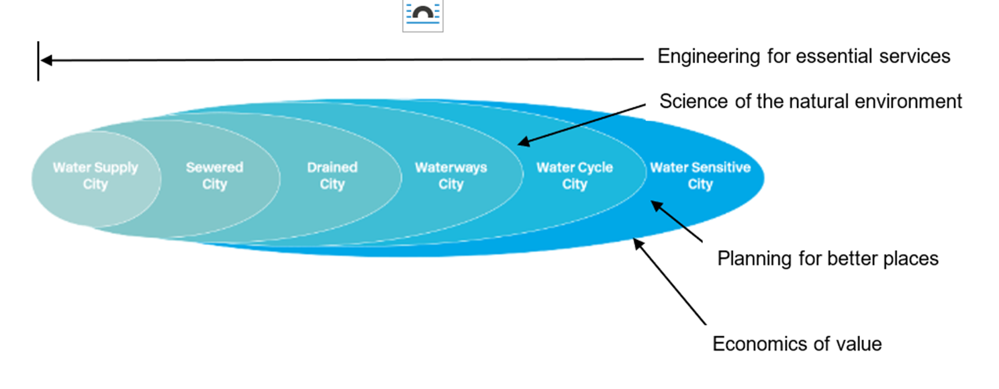 Engineering for essential services
Science of the natural environment
Water Supply
City
Sewered
City
Drained
City
Waterways
City
Water Cycle
City
Water Sensitive
City
Planning for better places
Economics of value